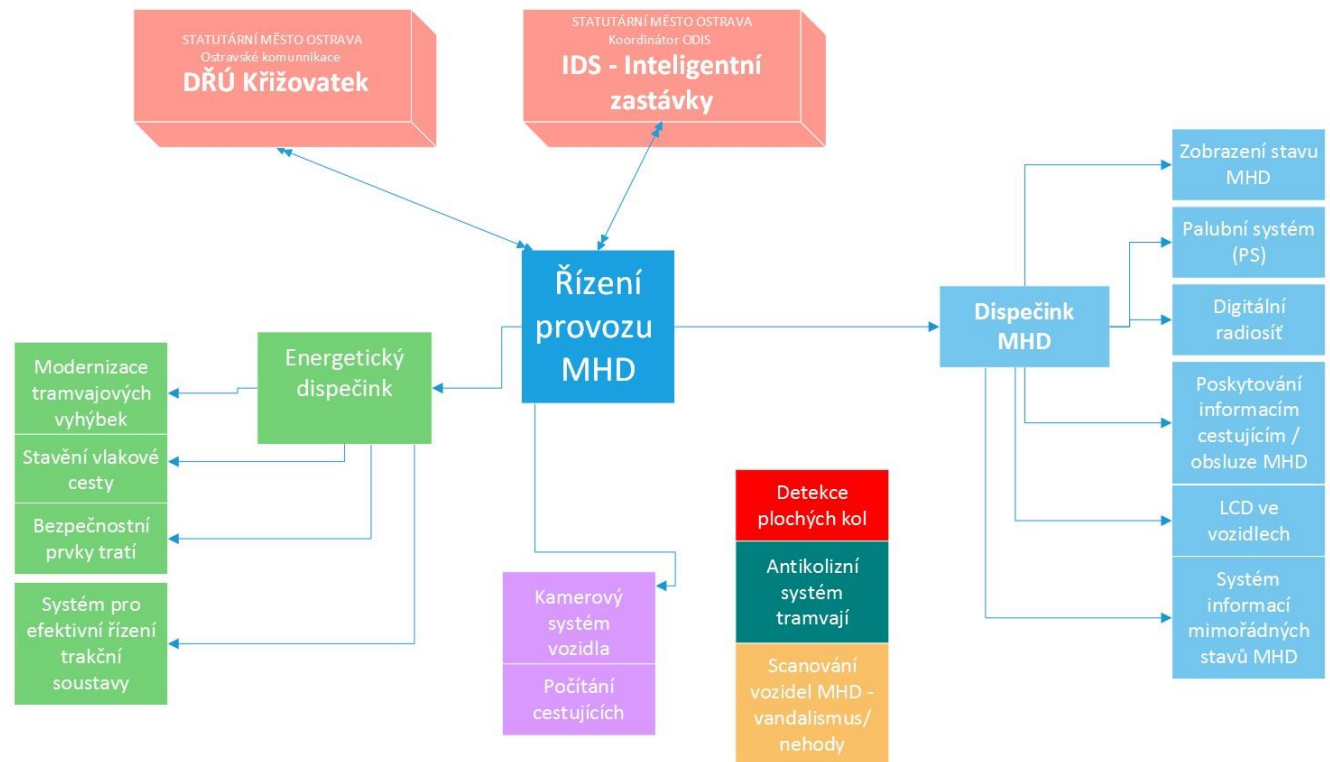 STATUTÁRNÍ MĚSTO OSTRAVA
Ostravské komunnikace
DŘÚ Křižovatek
STATUTÁRNÍ MĚSTO OSTRAVA
Koordinátor ODIS
IDS - Inteligentní
zastávky
Řízení
provozu
MHD
Energetický
dispečink
Modernizace
tramvajových
vyhýbek
Stavění vlakové
cesty
Bezpečnostní
prvky tratí
Systém pro
efektivní řízení
trakční
soustavy
Kamerový
systém
vozidla
Počítání
cestujících
Detekce
plochých kol
Antikolizní
systém
tramvají
Scanování
vozidel MHD -
vandalismus/
nehody
Dispečink
MHD
Zobrazení stavu
MHD
Palubní systém
(PS)
Digitální
radiosíť
Poskytování
informacím
cestujícím /
obsluze MHD
LCD ve
vozidlech
Systém
informací
mimořádných
stavů MHD